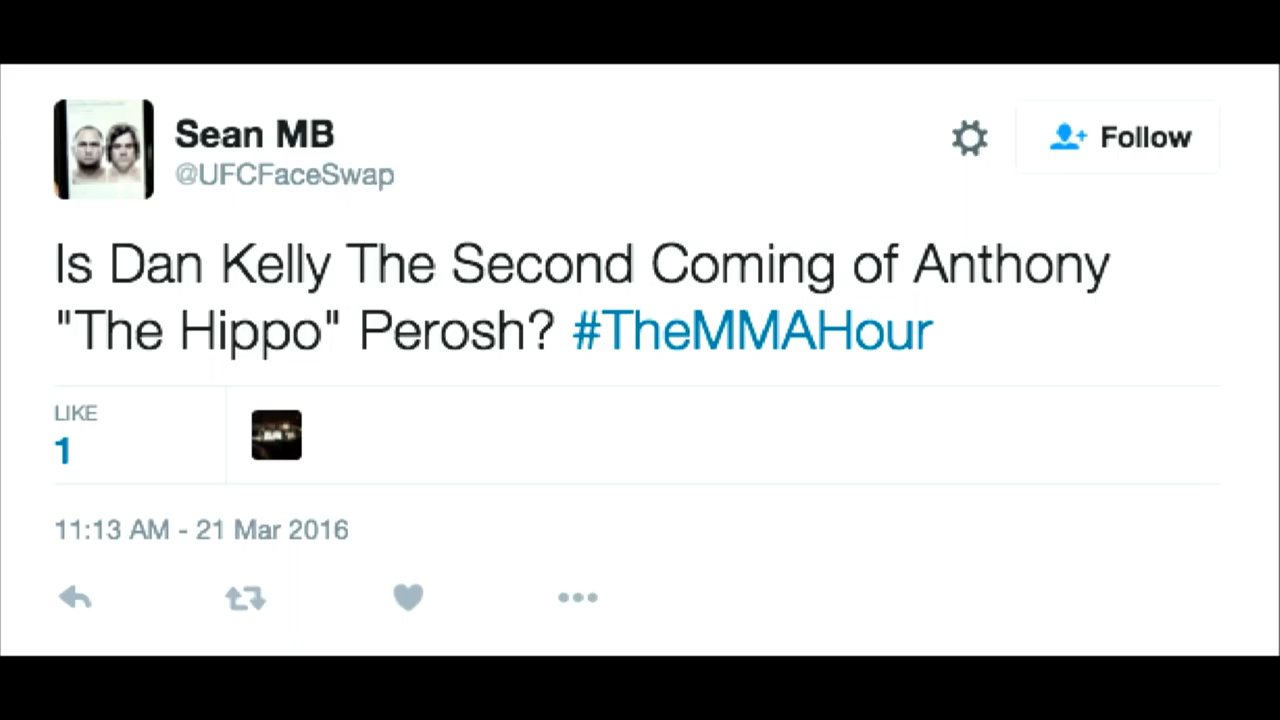 Sean MB
@UFCFaceSwap
Follow
Is Dan Kelly The Second Coming of Anthony
"The Hippo" Perosh? #TheMMAHour
LIKE
1
11:13 AM - 21 Mar 2016